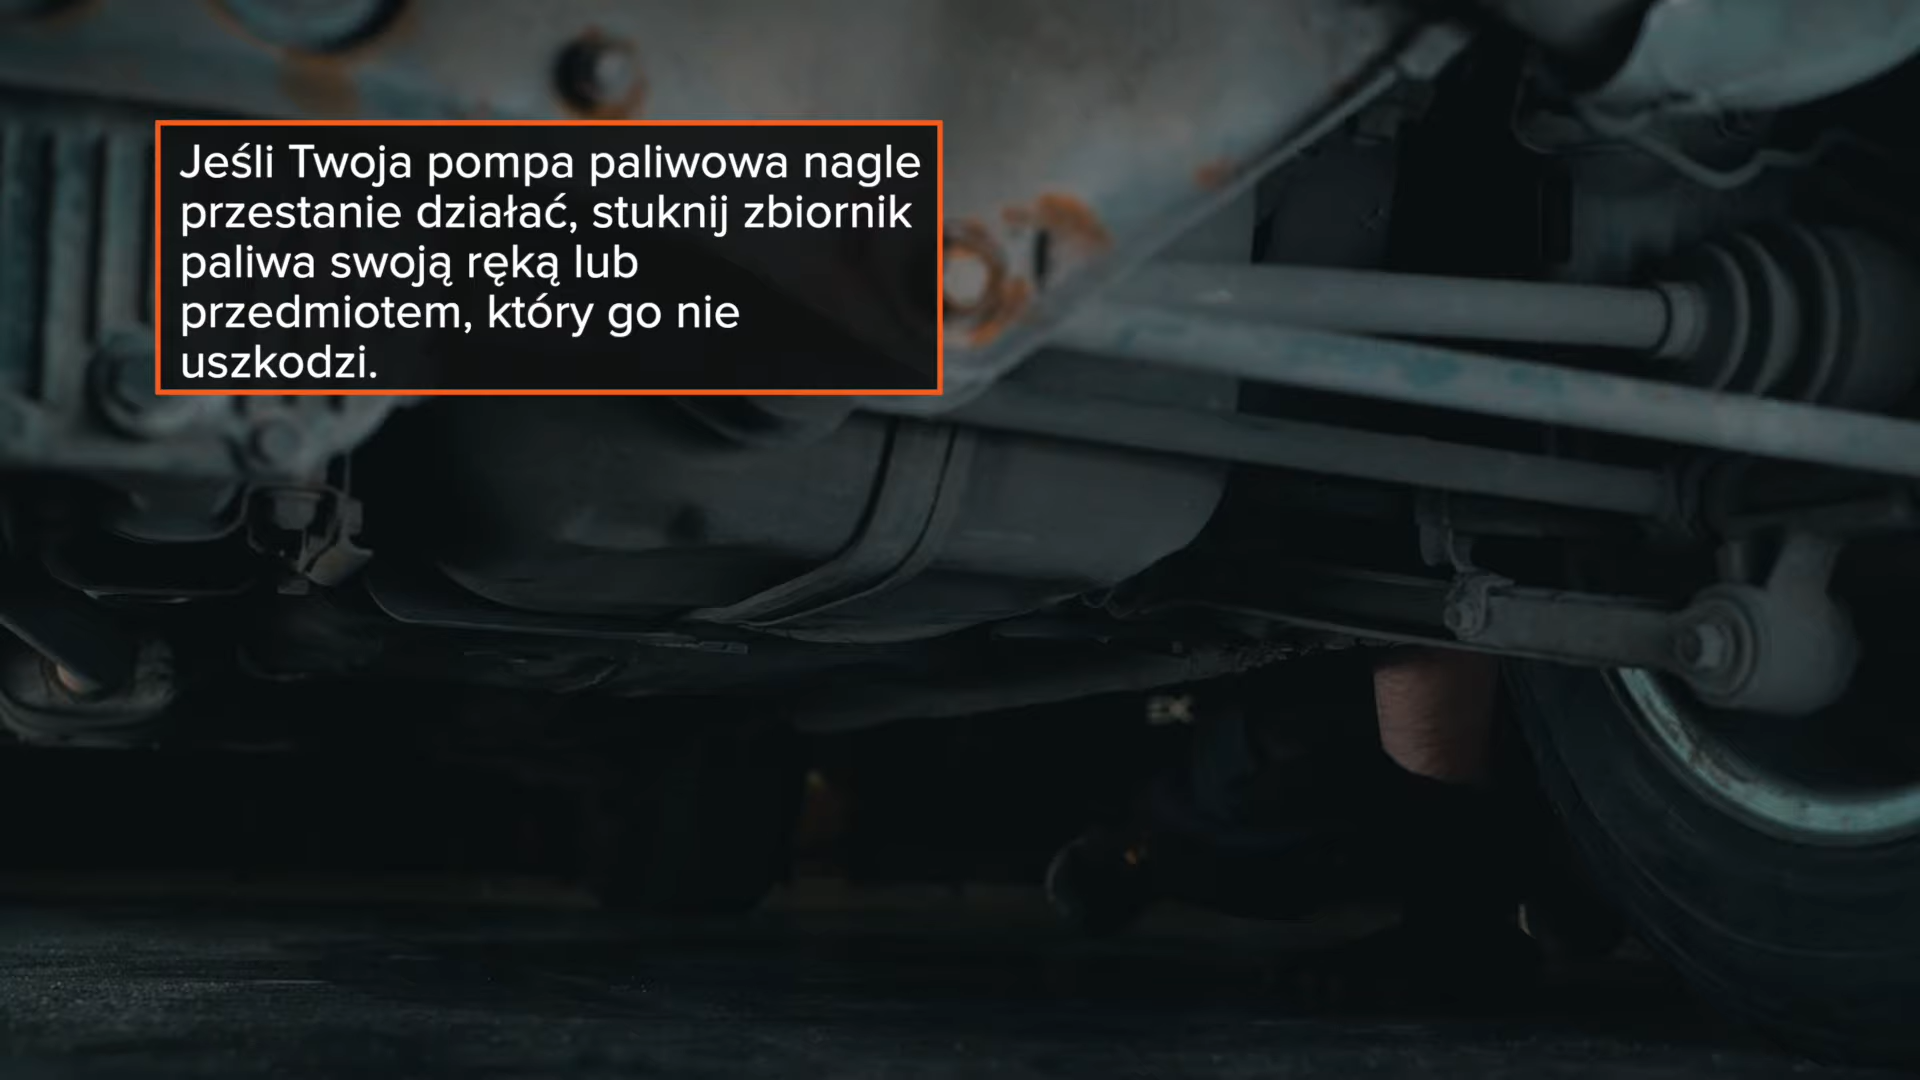 Jeśli Twoja pompa paliwowa nagle
przestanie działać, stuknij zbiornik
paliwa swoją ręką lub
przedmiotem, który go nie
uszkodzi.